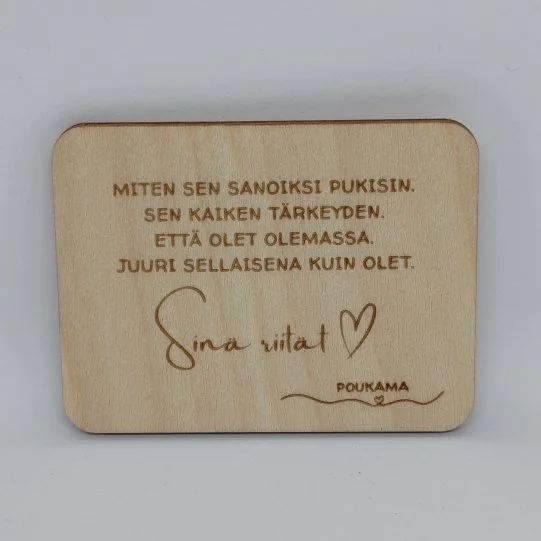 MITEN SEN SANOIKSI PUKISIN.
SEN KAIKEN TÄRKEYDEN.
ETTÄ OLET OLEMASSA.
JUURI SELLAISENA KUIN OLET.
Sinä riität
POUKAMA